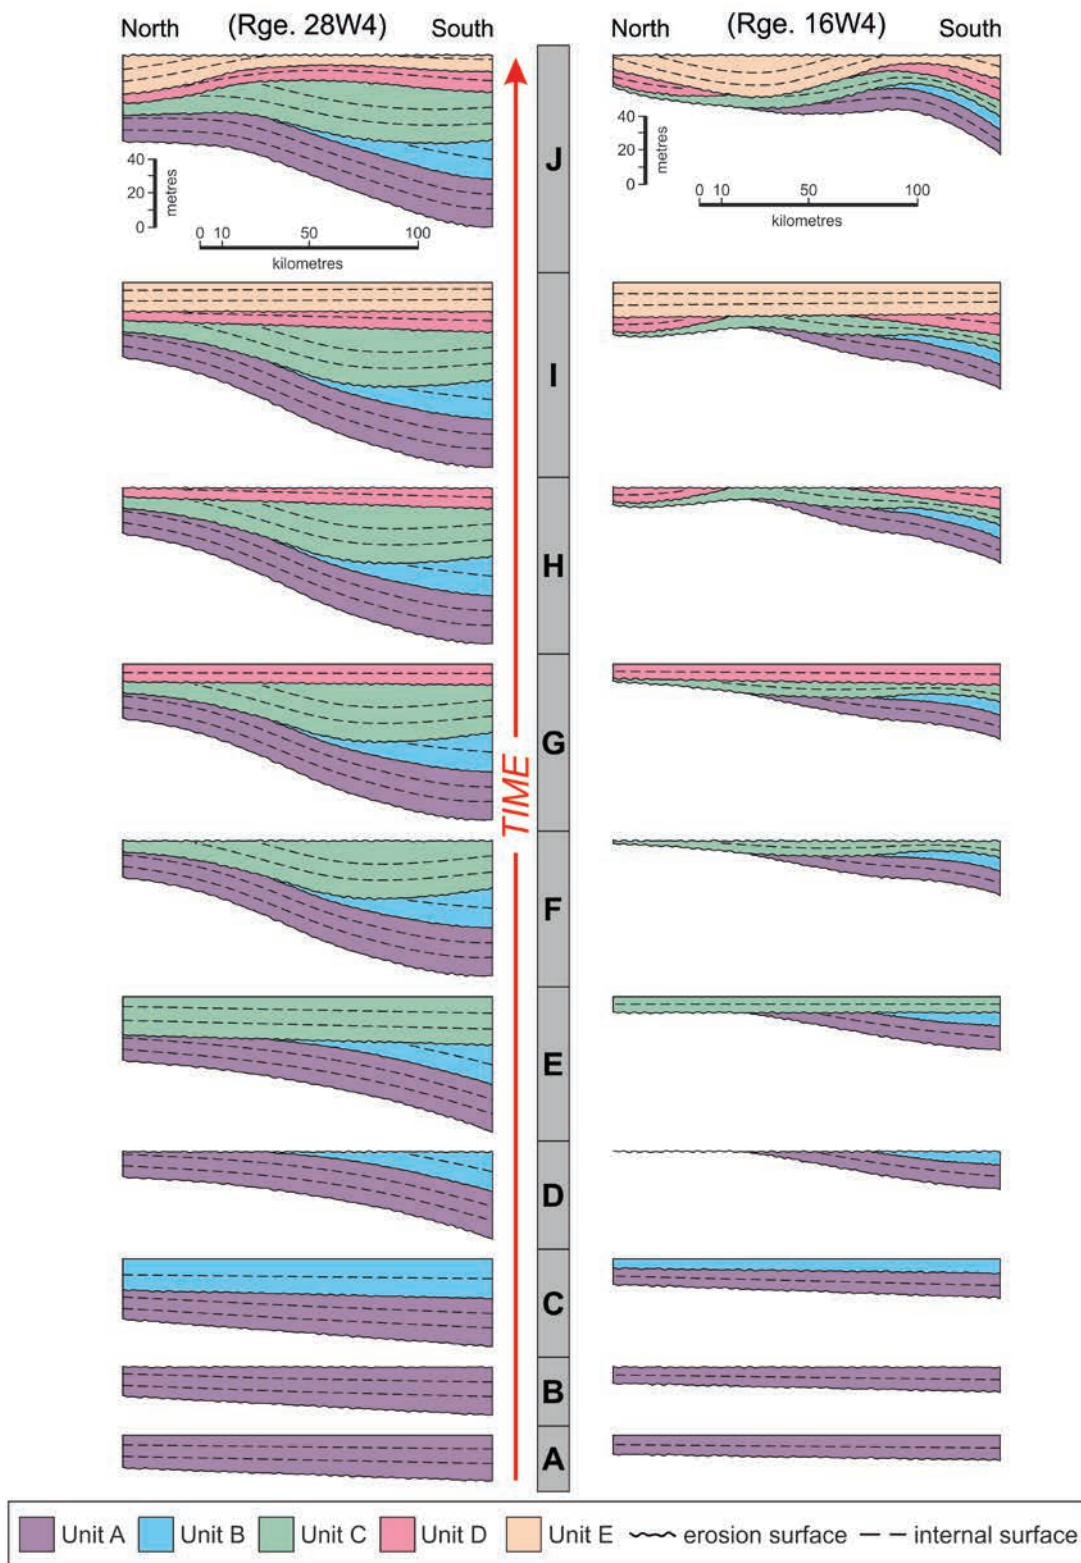 North (Rge. 28W4) South
North (Rge. 16W4) South
J
40
20
0
metres
0 10 50 100
kilometres
40
20
0
metres
0 10 50 100
kilometres
I
H
G
TIME
F
E
D
C
B
A
Unit A Unit B Unit C Unit D Unit E erosion surface internal surface